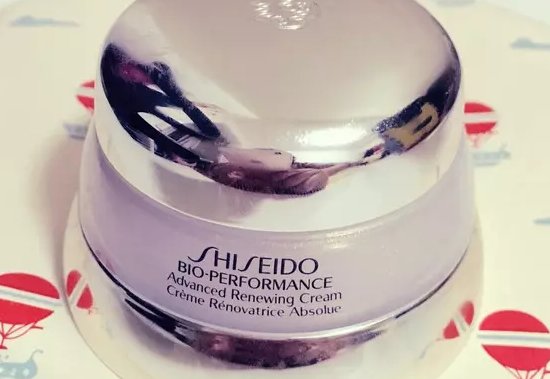 SHISEIDO
BIO-PERFORMANCE
Advanced Renewing Cream
Crème Rénovatrice Absolue